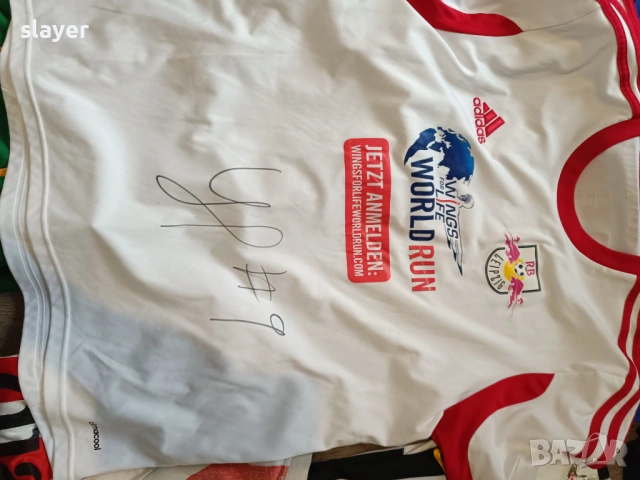 slayer
adidas
WINGS
FOR
LIFE
WORLD RUN
JETZT ANMELDEN:
WINGSFORLIFEWORLDRUN.COM
RB
LEIPZIG
#9
BAZAR